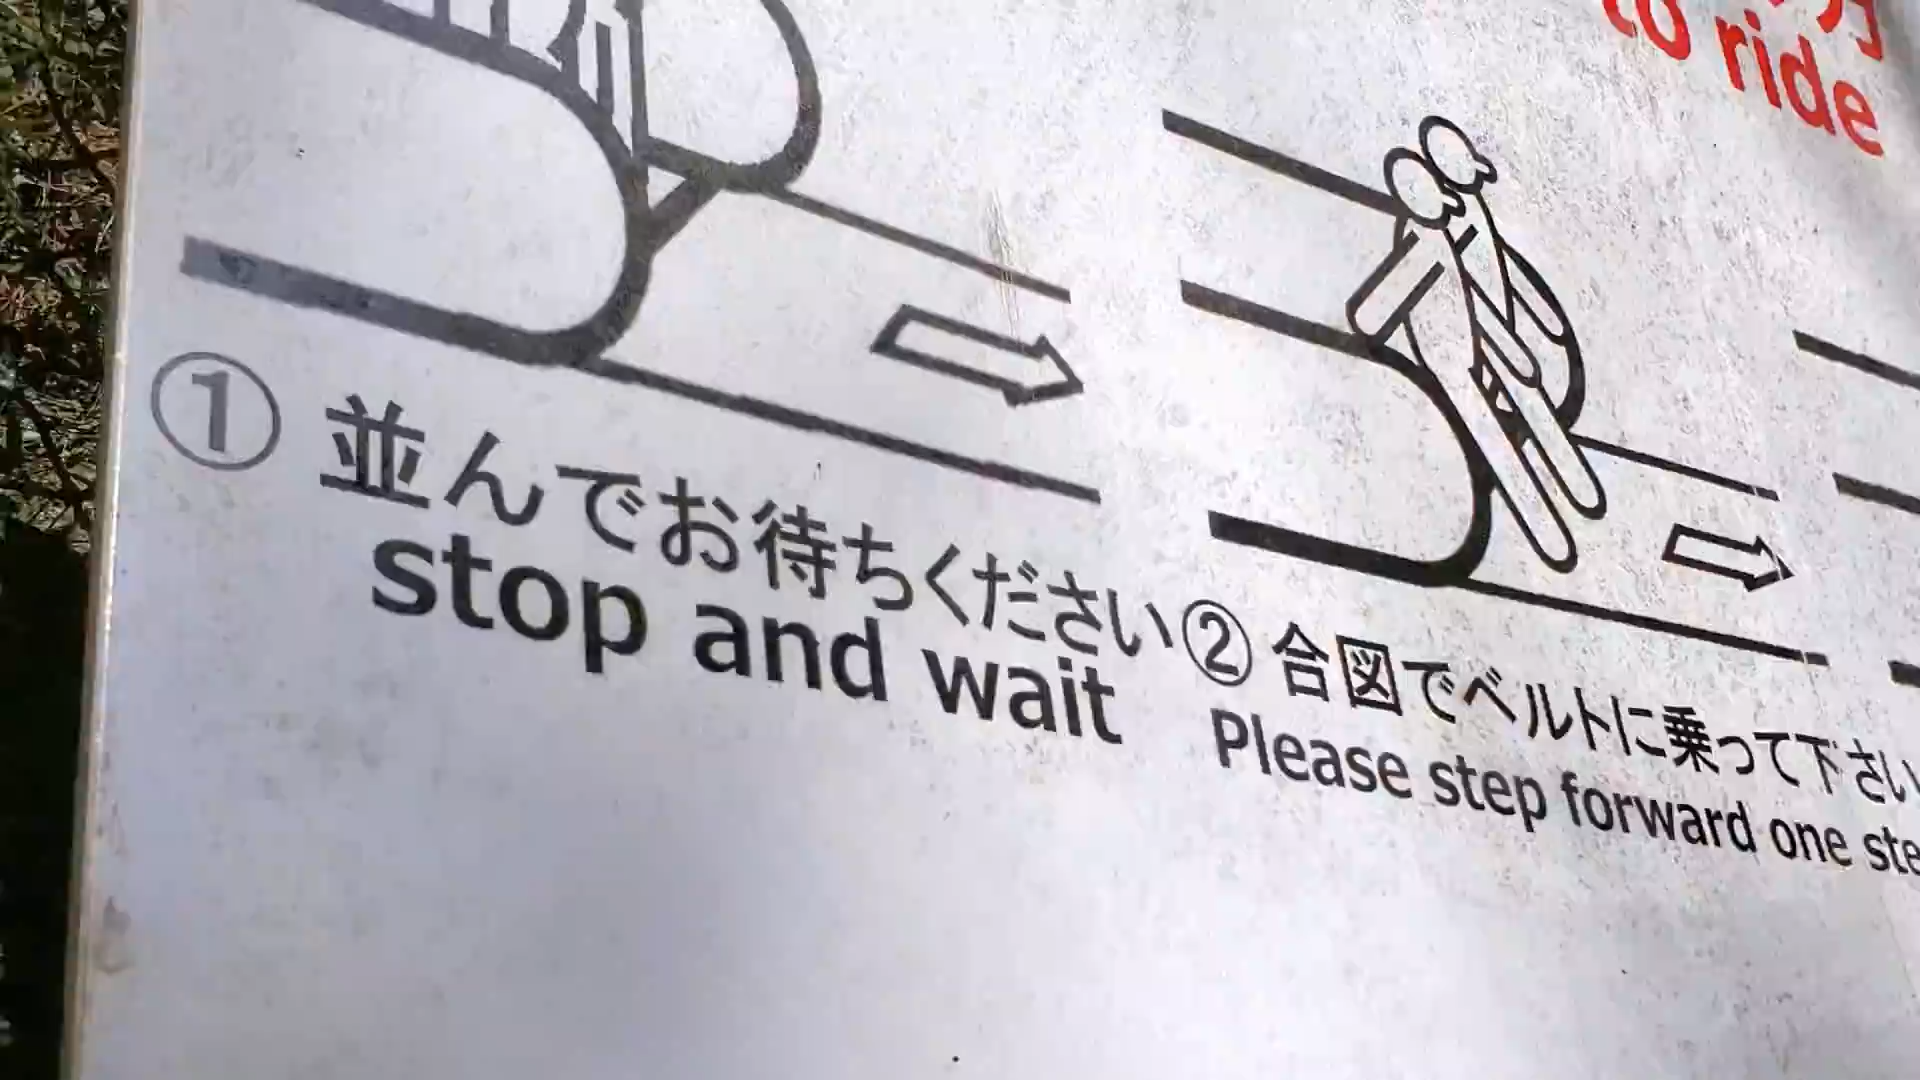 to ride
① 並んでお待ちください
stop and wait
② 合図でベルトに乗って下さい
Please step forward one